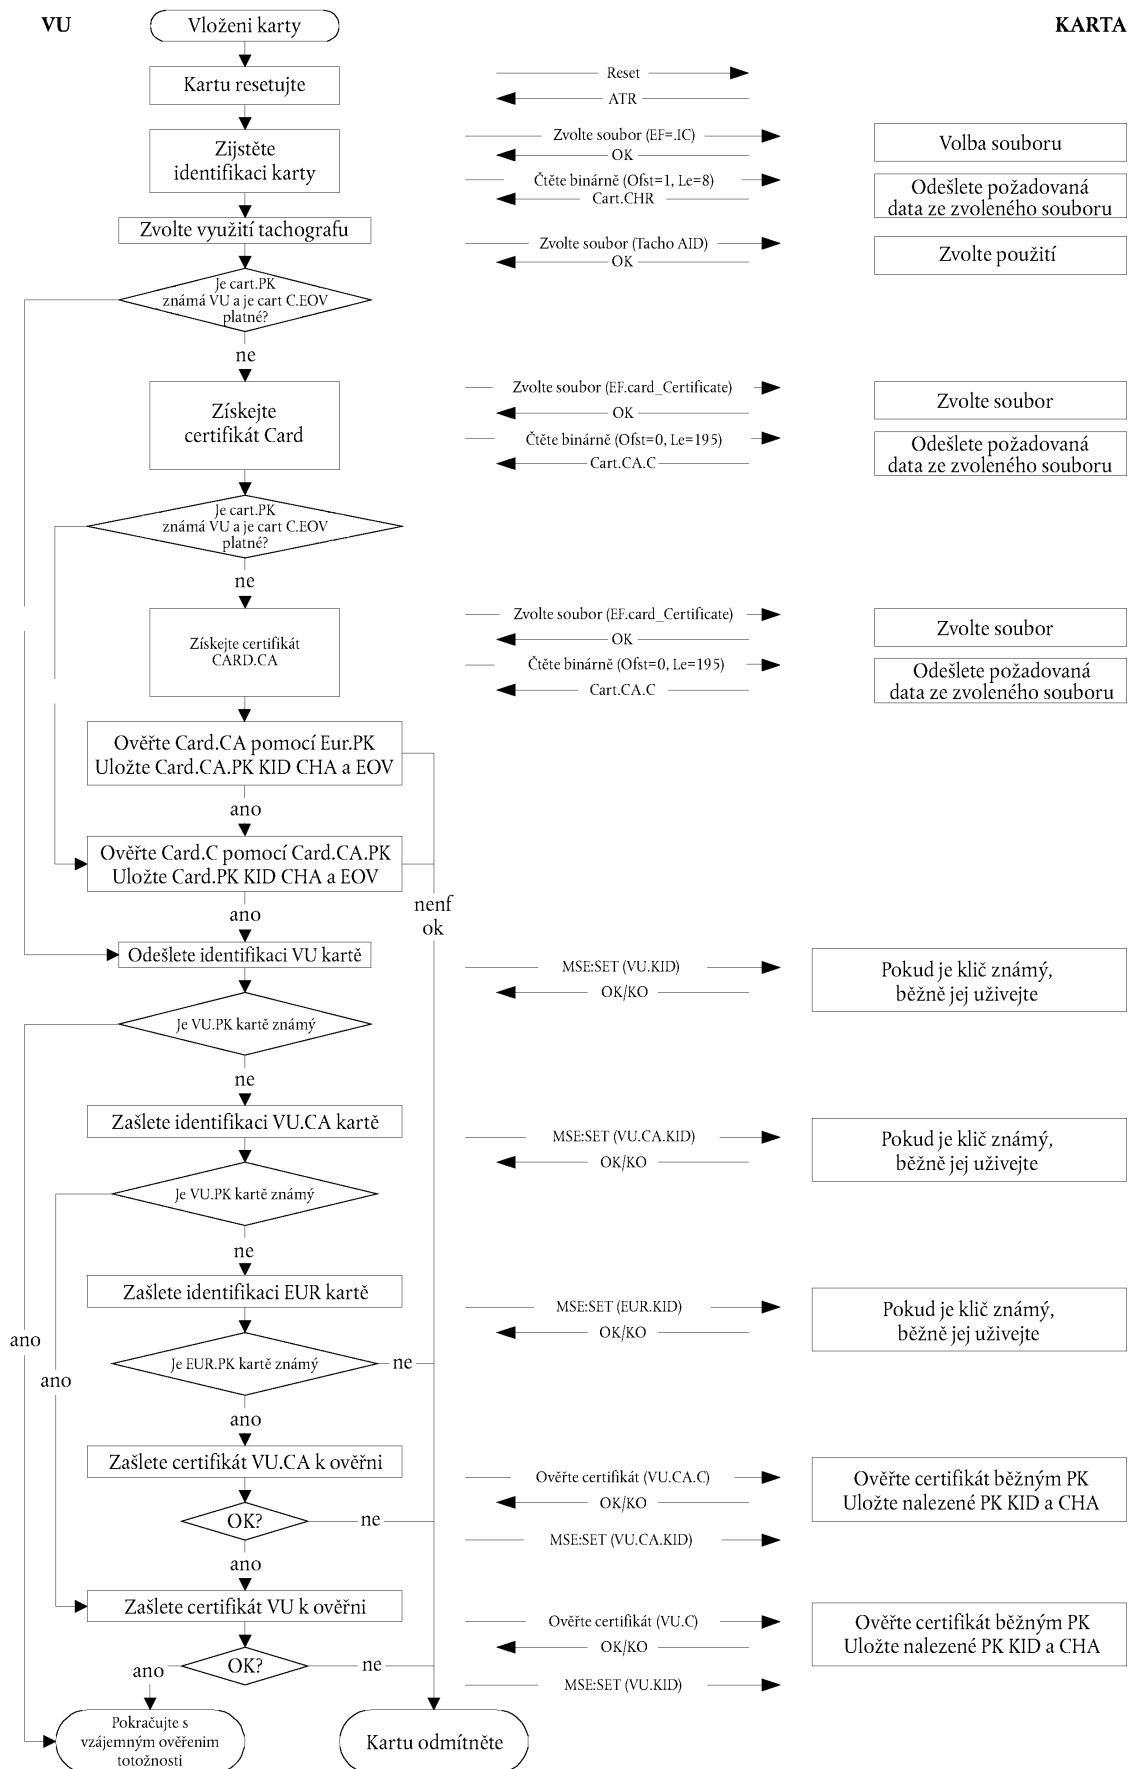 VU
KARTA
Vloženi karty
Kartu resetujte
Reset
ATR
Zijstěte
identifikaci karty
Zvolte soubor (EF=.IC)
OK
Volba souboru
Čtěte binárně (Ofst=1, Le=8)
Cart.CHR
Odešlete požadovaná
data ze zvoleného souboru
Zvolte využití tachografu
Zvolte soubor (Tacho AID)
OK
Zvolte použití
Je cart.PK
známá VU a je cart C.EOV
platné?
ne
Získejte
certifikát Card
Zvolte soubor (EF.card_Certificate)
OK
Zvolte soubor
Čtěte binárně (Ofst=0, Le=195)
Cart.CA.C
Odešlete požadovaná
data ze zvoleného souboru
Je cart.PK
známá VU a je cart C.EOV
platné?
ne
Získejte certifikát
CARD.CA
Zvolte soubor (EF.card_Certificate)
OK
Zvolte soubor
Čtěte binárně (Ofst=0, Le=195)
Cart.CA.C
Odešlete požadovaná
data ze zvoleného souboru
Ověřte Card.CA pomocí Eur.PK
Uložte Card.CA.PK KID CHA a EOV
ano
Ověřte Card.C pomocí Card.CA.PK
Uložte Card.PK KID CHA a EOV
ano
nenf
ok
Odešlete identifikaci VU kartě
MSE:SET (VU.KID)
OK/KO
Pokud je klič známý,
běžně jej uživejte
Je VU.PK kartě známý
ne
Zašlete identifikaci VU.CA kartě
MSE:SET (VU.CA.KID)
OK/KO
Pokud je klič známý,
běžně jej uživejte
Je VU.PK kartě známý
ne
Zašlete identifikaci EUR kartě
MSE:SET (EUR.KID)
OK/KO
Pokud je klič známý,
běžně jej uživejte
ano
Je EUR.PK kartě známý
ne
ano
ano
Zašlete certifikát VU.CA k ověřni
Ověřte certifikát (VU.CA.C)
OK/KO
Ověřte certifikát běžným PK
Uložte nalezené PK KID a CHA
OK?
ne
MSE:SET (VU.CA.KID)
ano
Zašlete certifikát VU k ověřni
Ověřte certifikát (VU.C)
OK/KO
Ověřte certifikát běžným PK
Uložte nalezené PK KID a CHA
ano
OK?
ne
MSE:SET (VU.KID)
Pokračujte s
vzájemným ověřenim
totožnosti
Kartu odmítněte